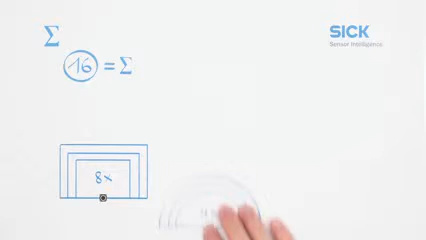 Σ
SICK
Sensor Intelligence.
16 = Σ
8x